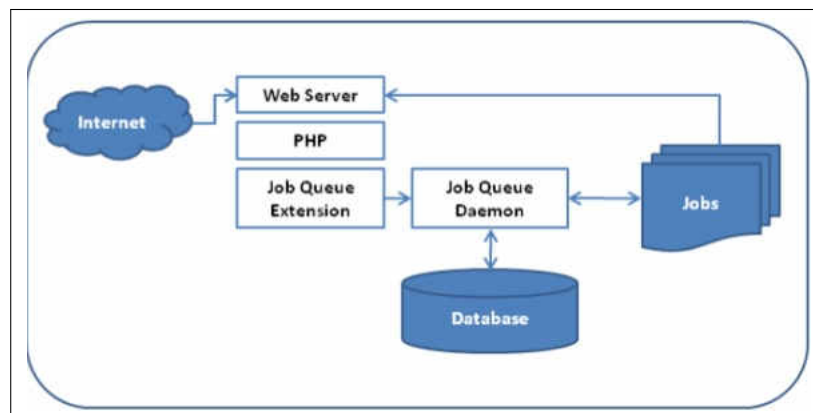 Web Server
Internet
PHP
Job Queue
Extension
Job Queue
Daemon
Jobs
Database